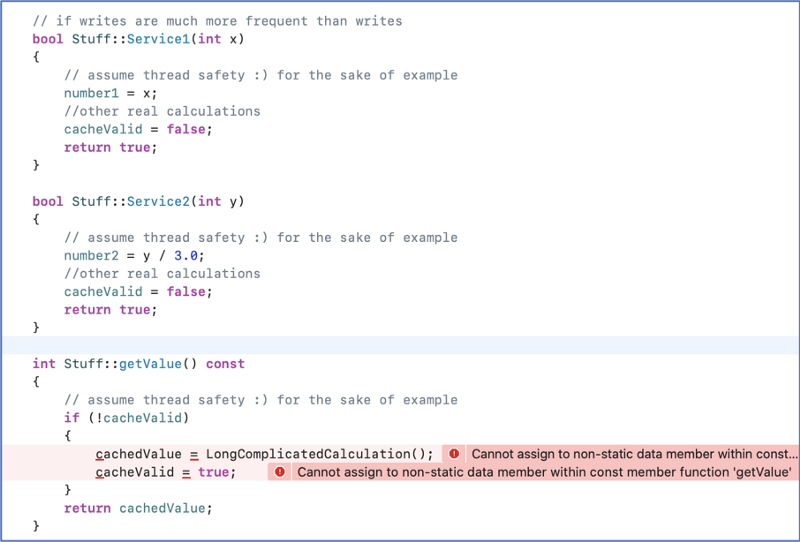 // if writes are much more frequent than writes
bool Stuff::Service1(int x)
{
// assume thread safety :) for the sake of example
number1 = x;
//other real calculations
cacheValid = false;
return true;
}
bool Stuff::Service2(int y)
{
// assume thread safety :) for the sake of example
number2 = y / 3.0;
//other real calculations
cacheValid = false;
return true;
}
int Stuff::getValue() const
{
// assume thread safety :) for the sake of example
if (!cacheValid)
{
cachedValue = LongComplicatedCalculation(); Cannot assign to non-static data member within const...
cacheValid = true; Cannot assign to non-static data member within const member function 'getValue'
}
return cachedValue;
}